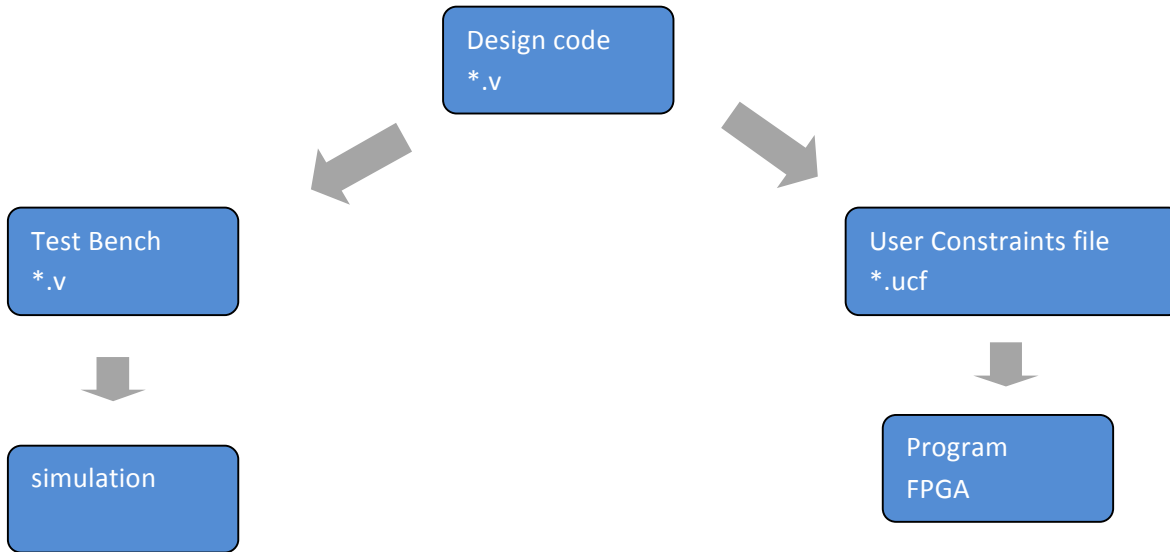 Design code
*.v
Test Bench
*.v
User Constraints file
*.ucf
simulation
Program
FPGA